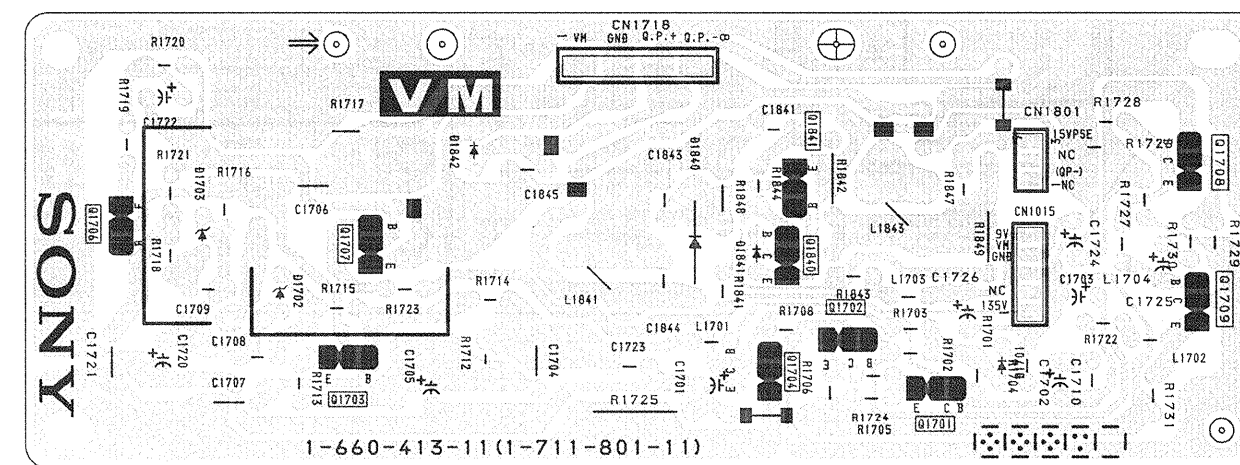 CN1718
VM GND Q.P.+ Q.P.- 8
R1720
VM
R1719
C1722
R1717
C1841
Q1841
CN1801
R1728
R1721
D1842
C1843
D1840
15VPSE
NC
(QP-)
NC
R1729
Q1708
D1703
R1716
C1706
C1845
R1848
R1844
R1842
R1847
E
B
C
E
SONY
Q1706
E
B
R1718
Q1707
B
E
L1843
CN1015
9V
VM
GND
NC
135V
R1849
C1724
R1727
R1729
D1841
R1841
Q1840
B
C
E
C1709
D1702
R1715
R1723
R1714
L1841
R1843
L1703
C1726
C1703
L1704
C1725
B
C
E
Q1709
C1721
C1720
C1708
C1707
R1713
E
B
Q1703
C1705
R1712
C1704
C1844
C1723
L1701
C1701
B
C
E
Q1704
R1708
R1706
Q1702
E
C
B
R1703
R1702
R1701
R1704
C1702
C1710
R1722
L1702
R1731
R1725
R1724
R1705
E
C
B
Q1701
1-660-413-11(1-711-801-11)